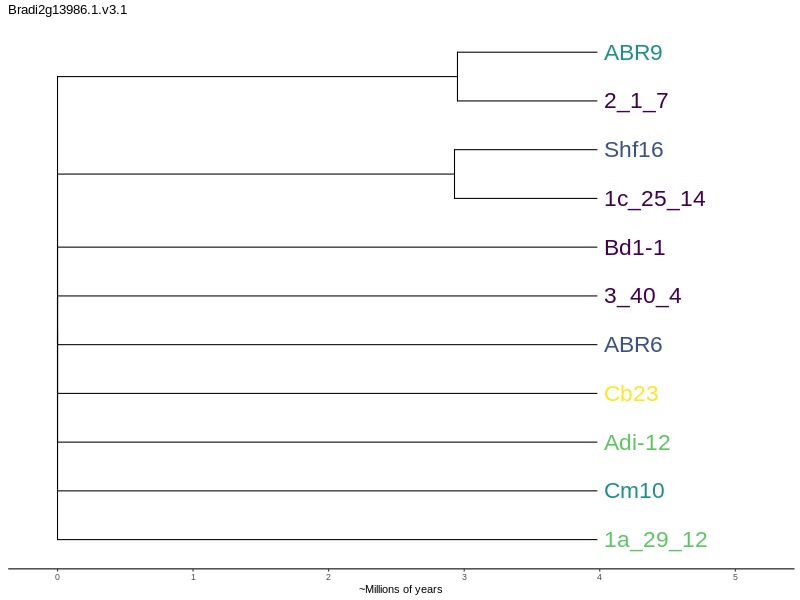 Bradi2g13986.1.v3.1
ABR9
2_1_7
Shf16
1c_25_14
Bd1-1
3_40_4
ABR6
Cb23
Adi-12
Cm10
1a_29_12
0 1 2 3 4 5
~Millions of years